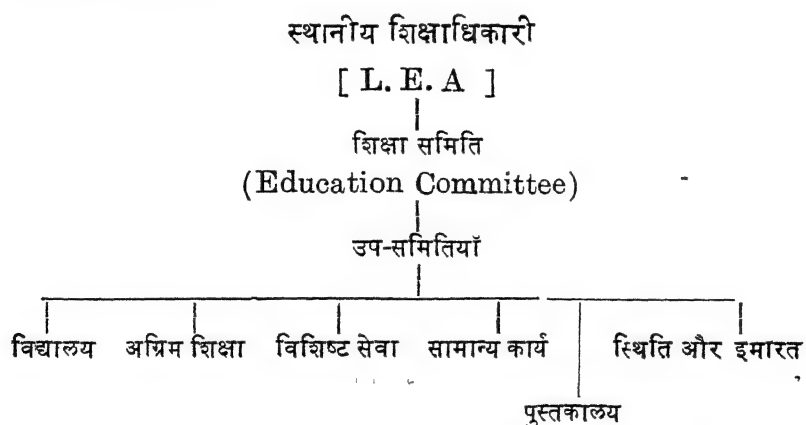 स्थानीय शिक्षाधिकारी
[ L. E. A ]
शिक्षा समिति
(Education Committee)
उप-समितियाँ
विद्यालय अग्रिम शिक्षा विशिष्ट सेवा सामान्य कार्य स्थिति और इमारत
पुस्तकालय